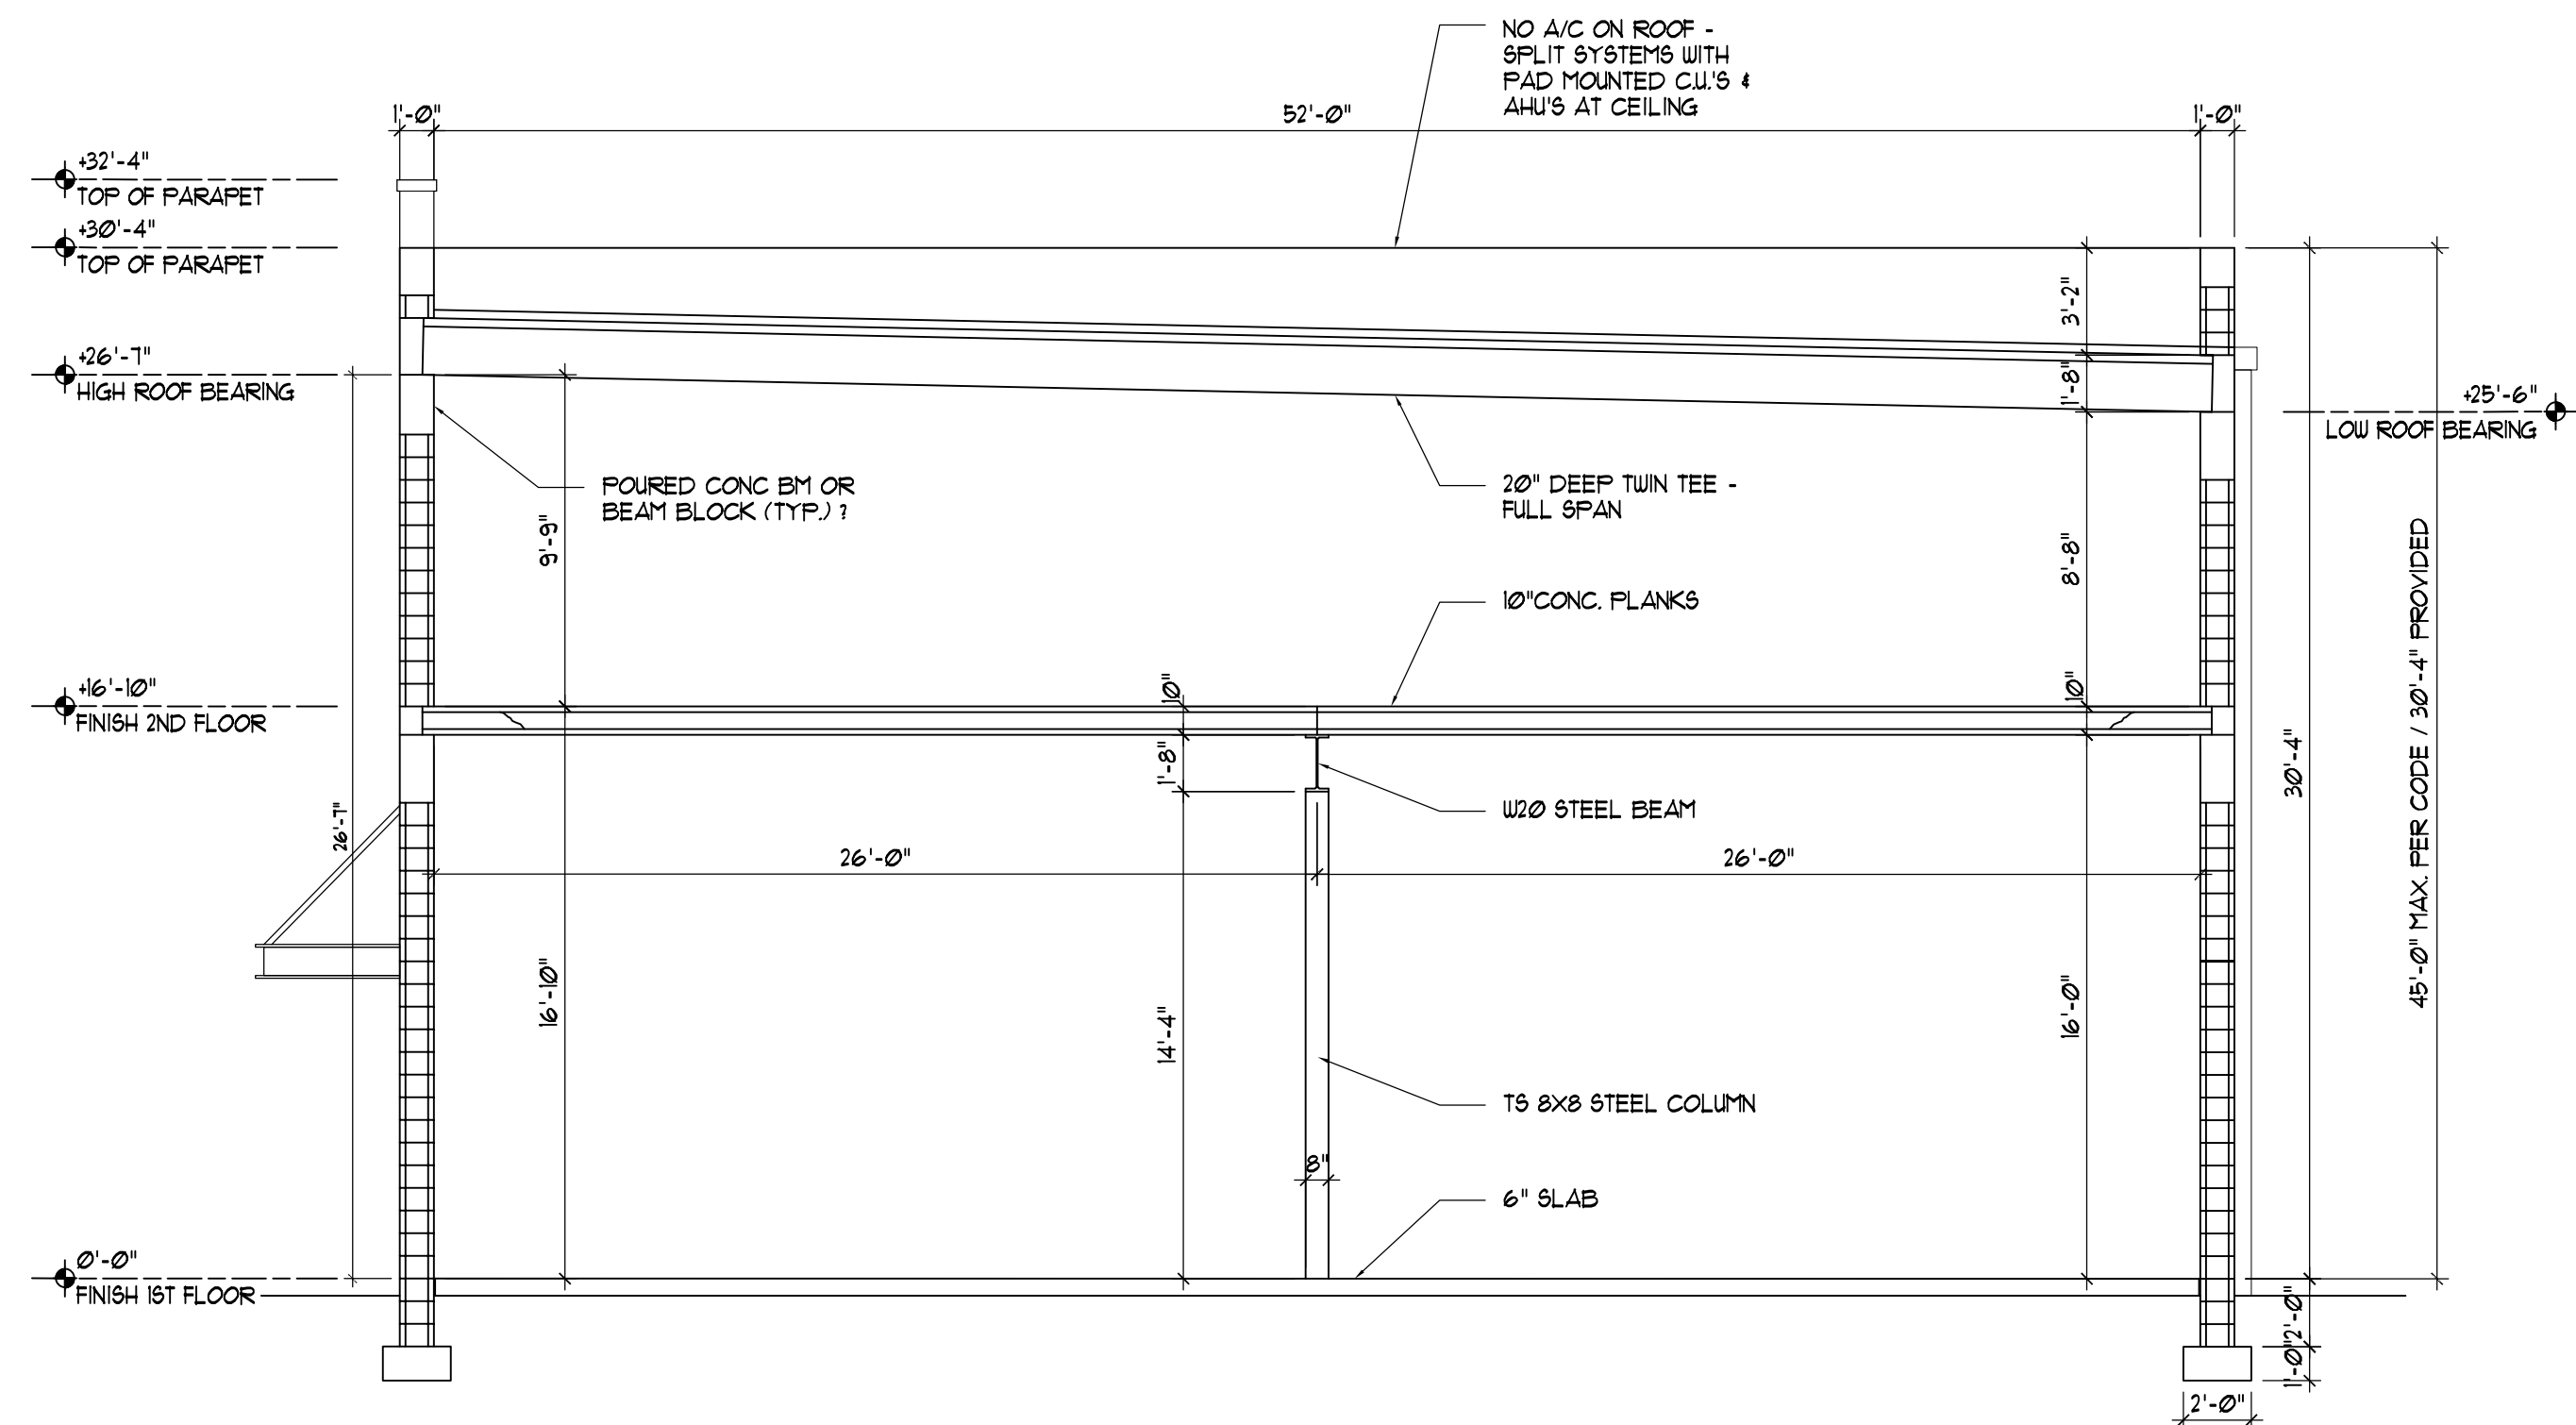 NO A/C ON ROOF -
SPLIT SYSTEMS WITH
PAD MOUNTED C.U.'S &
AHU'S AT CEILING
1'-0"
52'-0"
1'-0"
+32'-4"
TOP OF PARAPET
+30'-4"
TOP OF PARAPET
+26'-7"
HIGH ROOF BEARING
3'-2"
1'-8"
+25'-6"
LOW ROOF BEARING
POURED CONC BM OR
BEAM BLOCK (TYP.) ?
9'-9"
20" DEEP TWIN TEE -
FULL SPAN
8'-8"
10"CONC. PLANKS
45'-0" MAX. PER CODE / 30'-4" PROVIDED
+16'-10"
FINISH 2ND FLOOR
10"
10"
1'-8"
30'-4"
26'-7"
W20 STEEL BEAM
26'-0"
26'-0"
16'-10"
14'-4"
16'-0"
TS 8X8 STEEL COLUMN
8"
6" SLAB
0'-0"
FINISH 1ST FLOOR
2'-0"
1'-0"
2'-0"